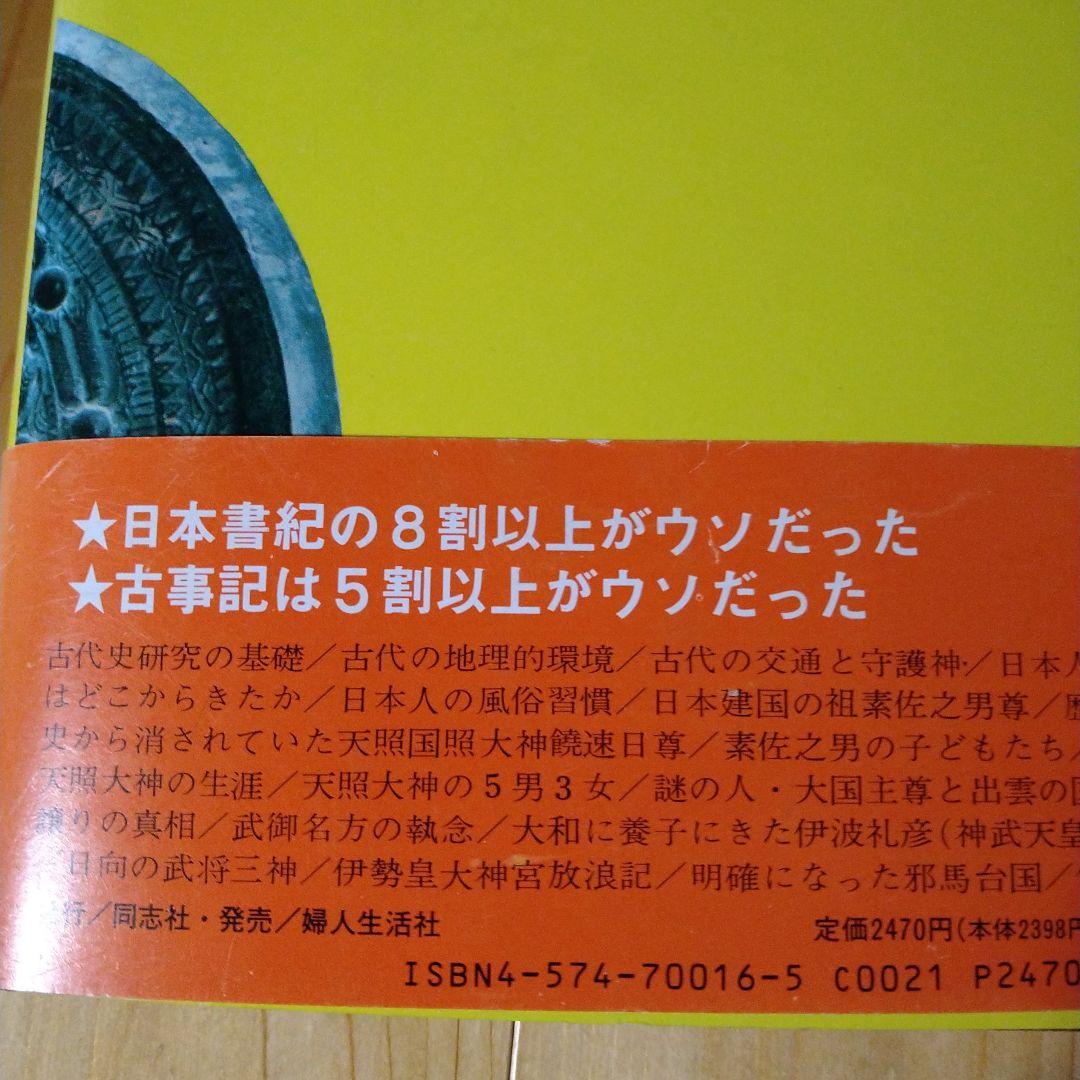 ★日本書紀の8割以上がウソだった
★古事記は5割以上がウソだった
古代史研究の基礎／古代の地理的環境／古代の交通と守護神／日本人
はどこからきたか／日本人の風俗習慣／日本建国の祖素佐之男尊／歴
史から消されていた天照国照大神饒速日尊／素佐之男の子どもたち／
天照大神の生涯／天照大神の5男3女／謎の人・大国主尊と出雲の国
譲りの真相／武御名方の執念／大和に養子にきた伊波礼彦(神武天皇
／日向の武将三神／伊勢皇大神宮放浪記／明確になった邪馬台国／
発行／同志社・発売／婦人生活社
定価2470円(本体2398円
ISBN4-574-70016-5 C0021 P2470